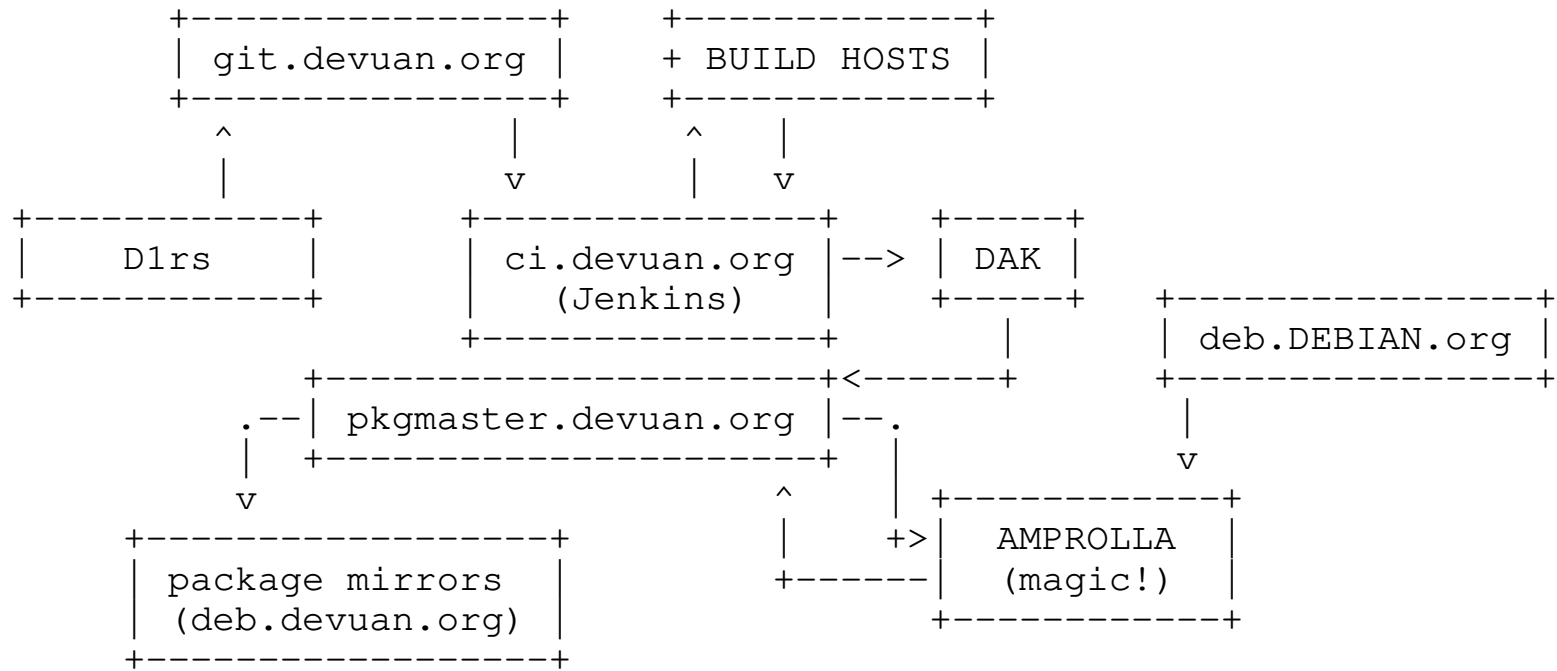 git.devuan.org
+ BUILD HOSTS
D1rs
ci.devuan.org
(Jenkins)
DAK
deb.DEBIAN.org
pkgmaster.devuan.org
AMPROLLA
(magic!)
package mirrors
(deb.devuan.org)